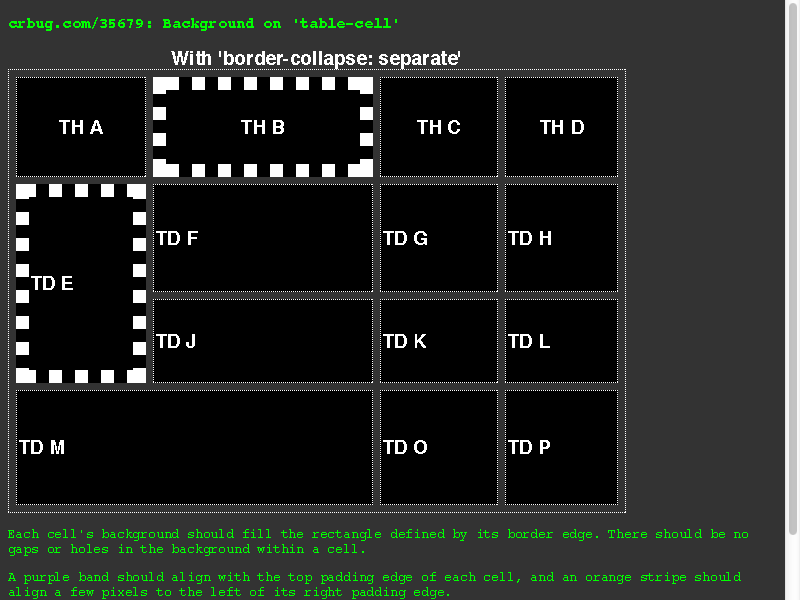 crbug.com/35679: Background on 'table-cell'
With 'border-collapse: separate'
TH A TH B TH C TH D
TD F TD G TD H
TD E
TD J TD K TD L
TD M TD O TD P
Each cell's background should fill the rectangle defined by its border edge. There should be no
gaps or holes in the background within a cell.
A purple band should align with the top padding edge of each cell, and an orange stripe should
align a few pixels to the left of its right padding edge.